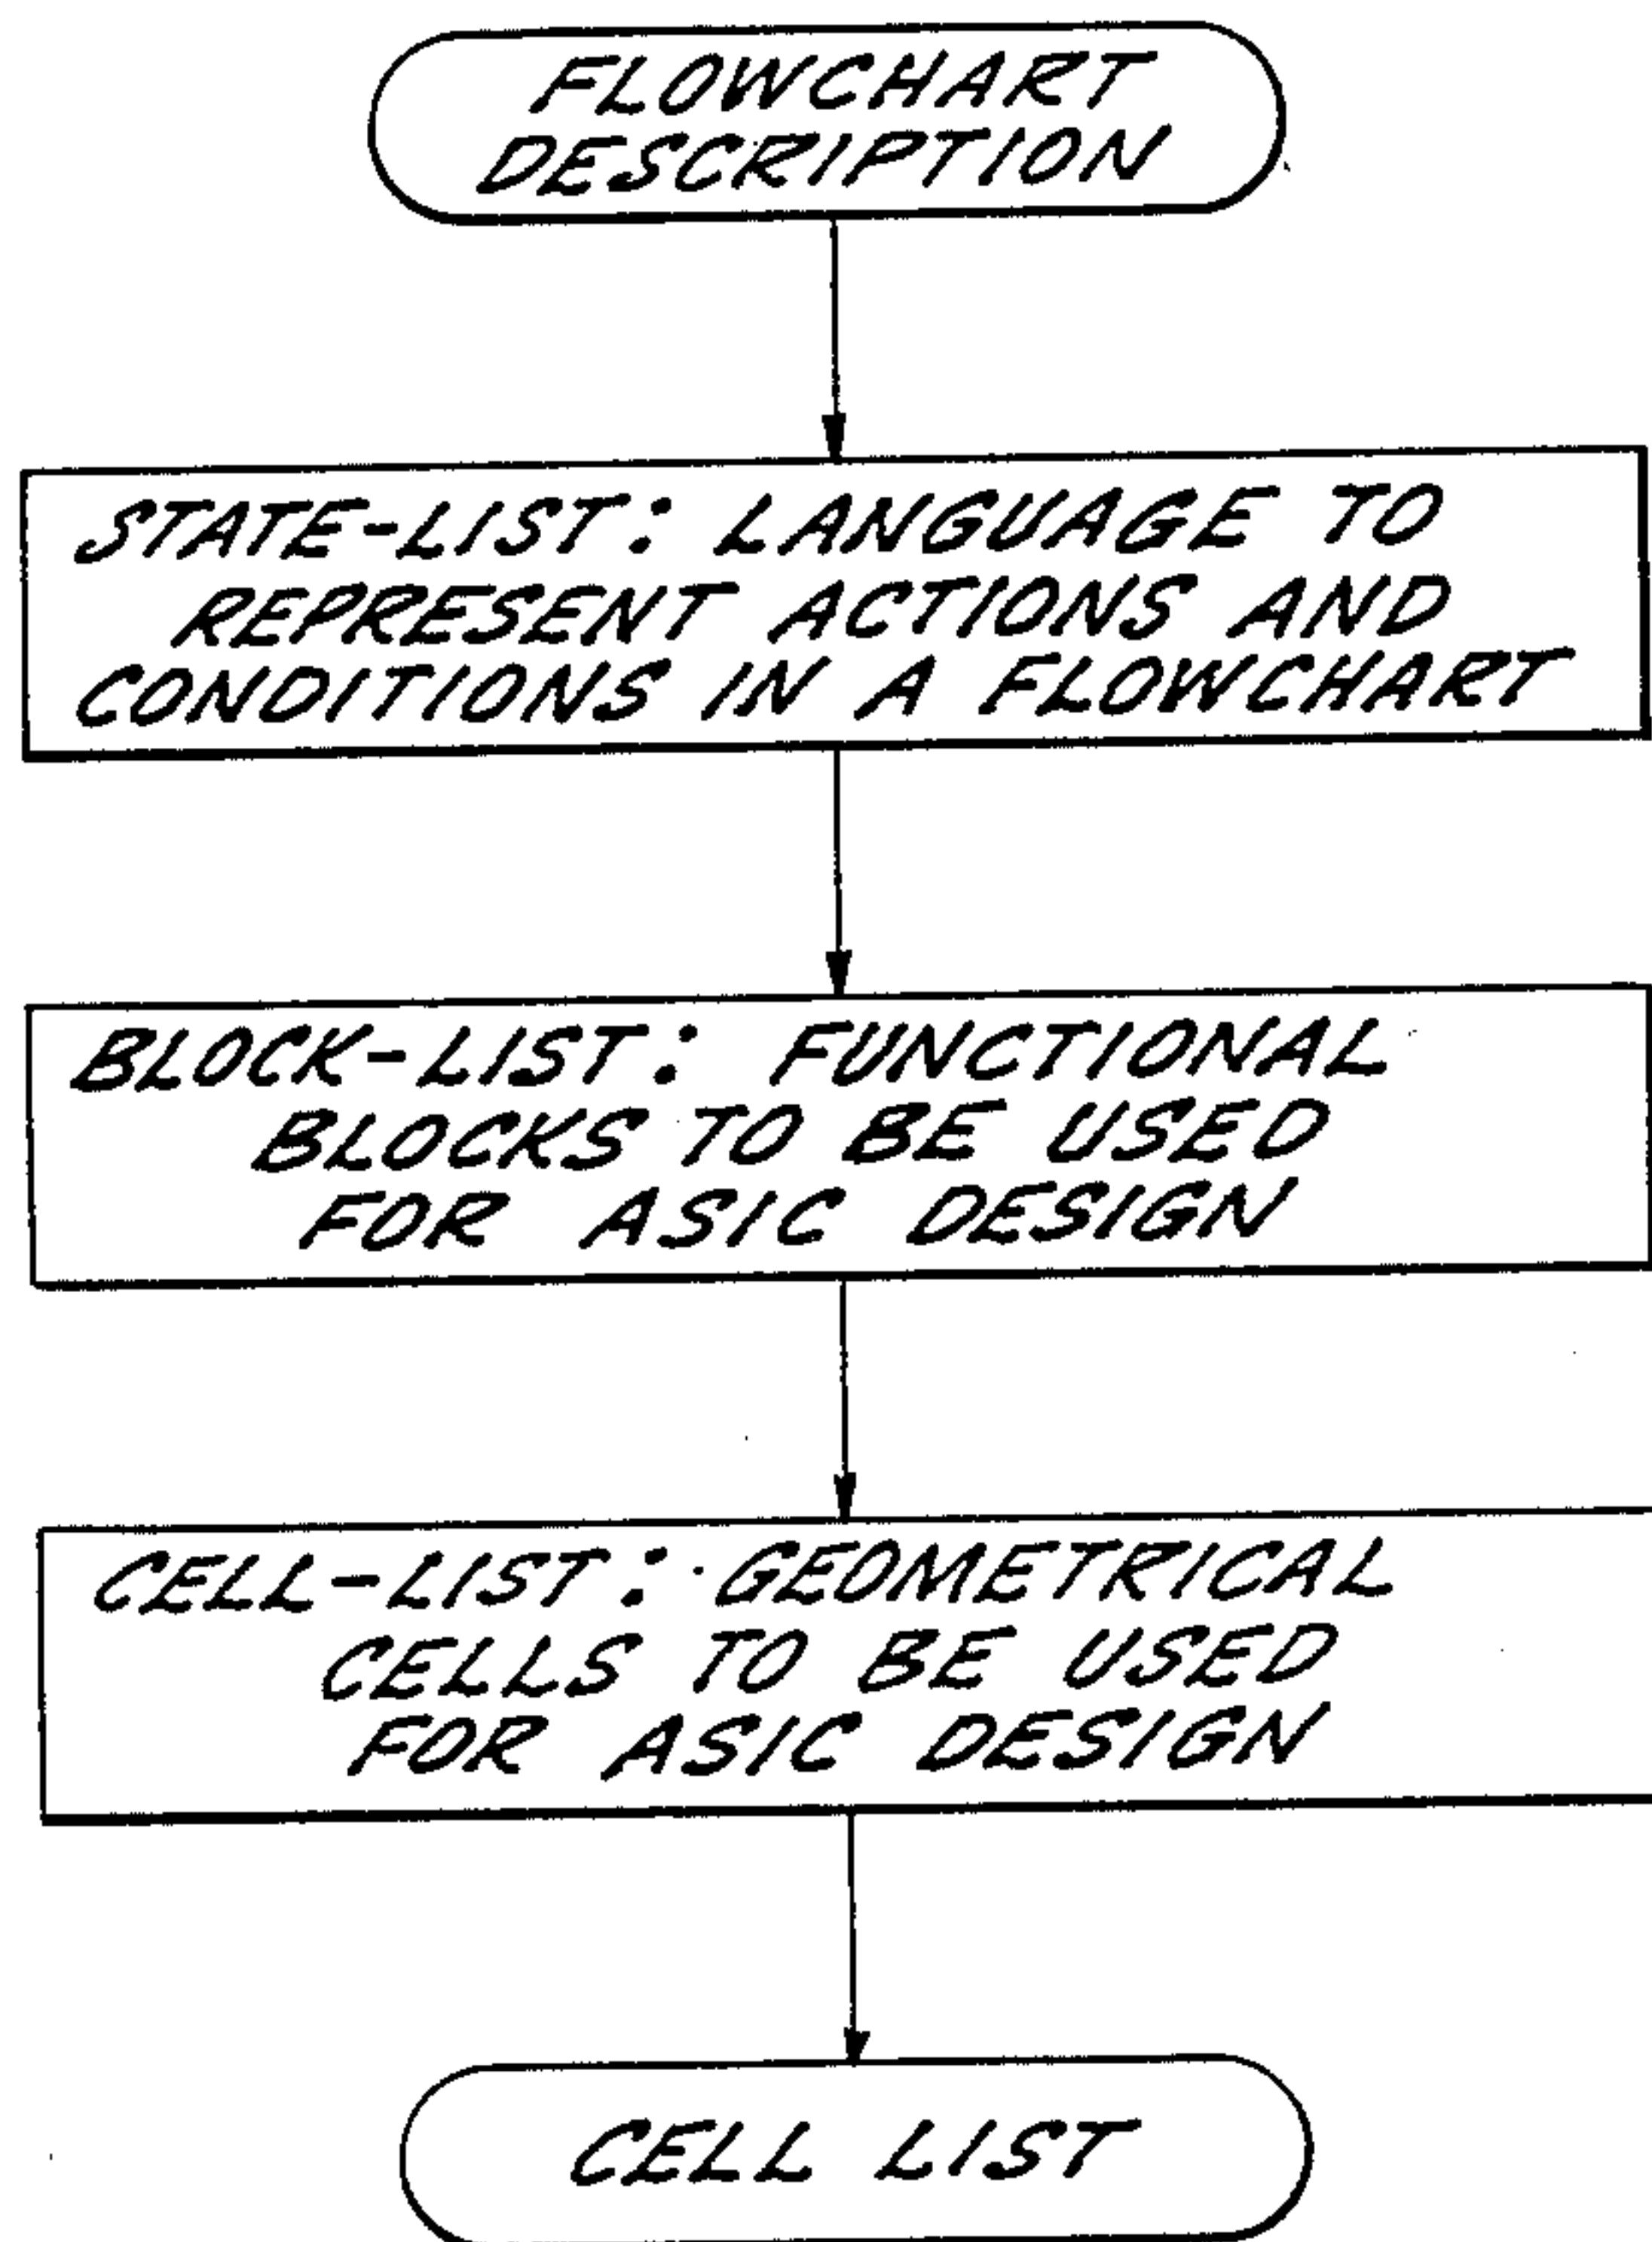 FLOWCHART
DESCRIPTION
STATE-LIST: LANGUAGE TO
REPRESENT ACTIONS AND
CONDITIONS IN A FLOWCHART
BLOCK-LIST: FUNCTIONAL
BLOCKS TO BE USED
FOR ASIC DESIGN
CELL-LIST: GEOMETRICAL
CELLS TO BE USED
FOR ASIC DESIGN
CELL LIST